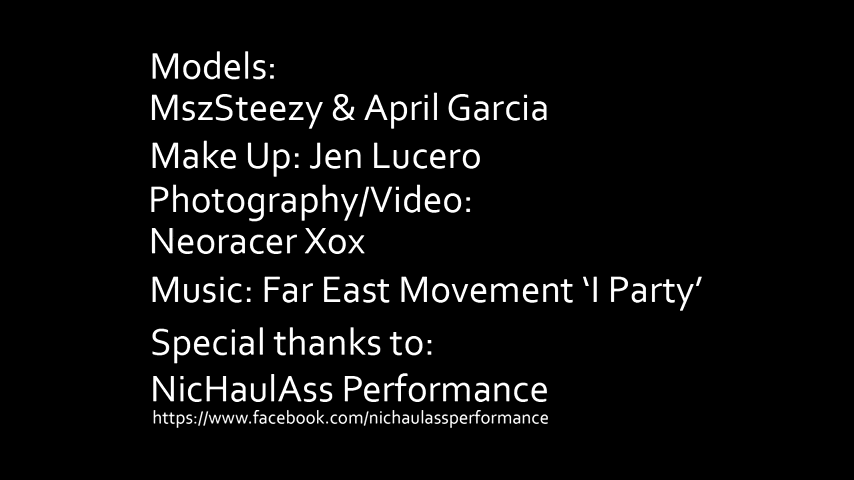 Models:
MszSteezy & April Garcia
Make Up: Jen Lucero
Photography/Video:
Neoracer Xox
Music: Far East Movement ‘I Party’
Special thanks to:
NicHaulAss Performance
https://www.facebook.com/nichaulassperformance